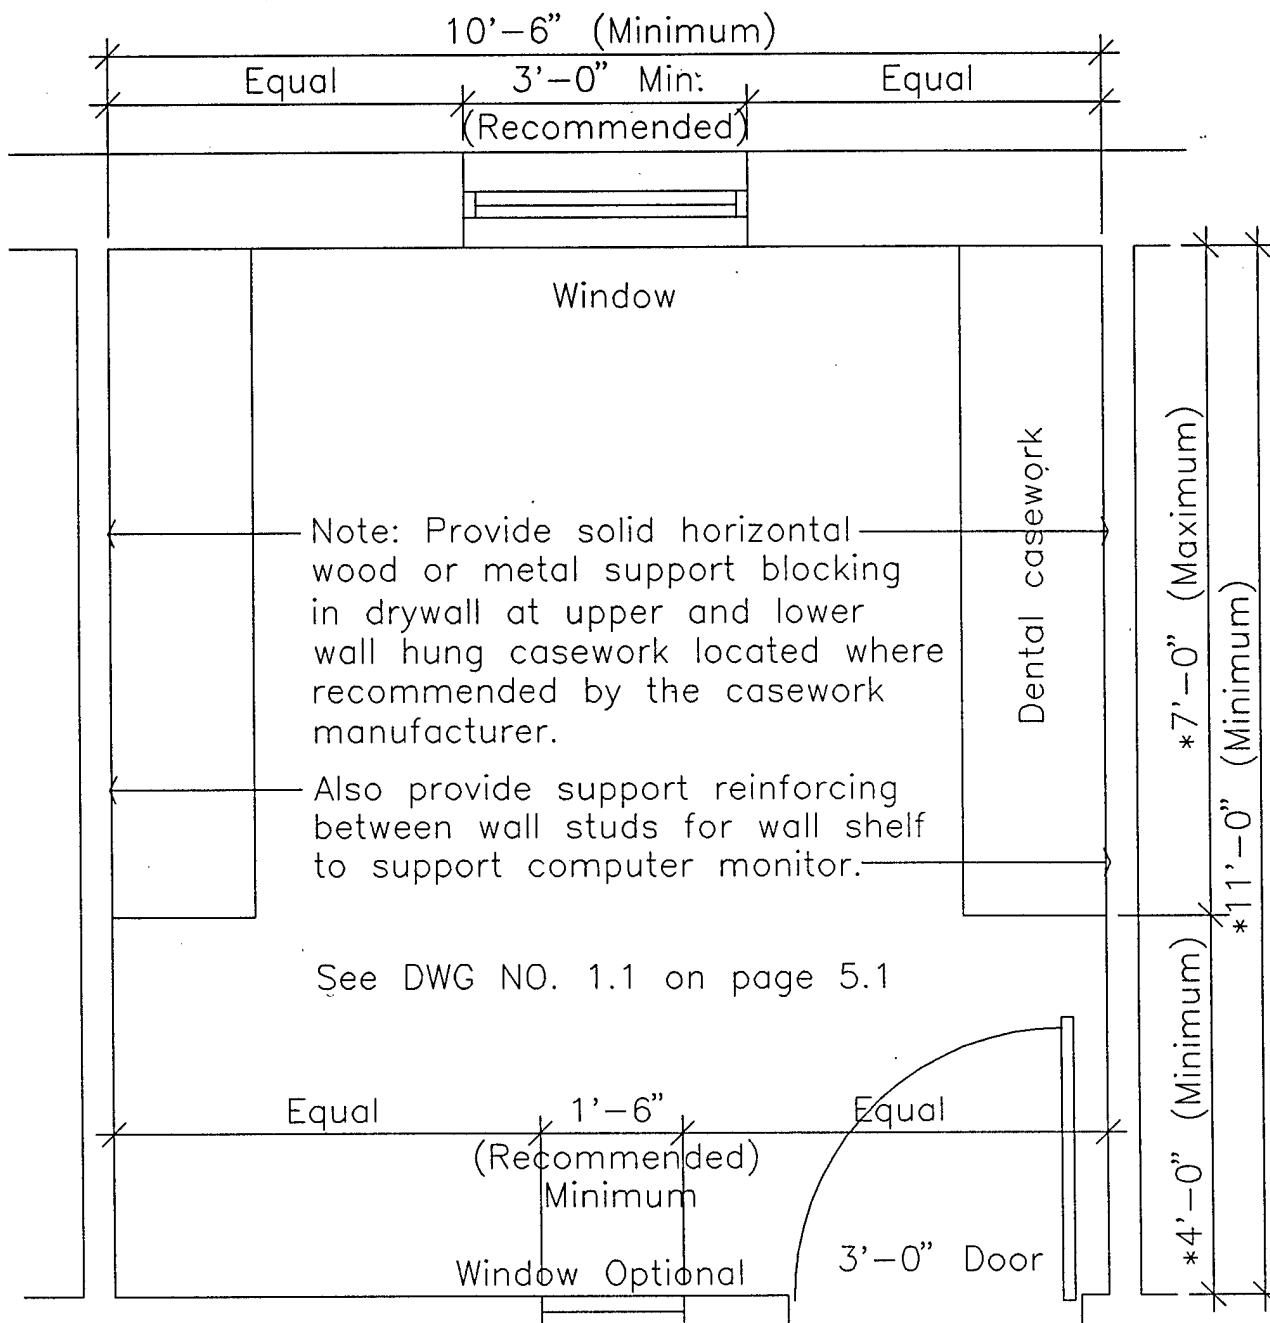 10'-6" (Minimum)
Equal
3'-0" Min.
Equal
(Recommended)
Window
Note: Provide solid horizontal
wood or metal support blocking
in drywall at upper and lower
wall hung casework located where
recommended by the casework
manufacturer.
Also provide support reinforcing
between wall studs for wall shelf
to support computer monitor.
Dental casework
*7'-0" (Maximum)
*11'-0" (Minimum)
See DWG NO. 1.1 on page 5.1
*4'-0" (Minimum)
Equal
1'-6"
Equal
(Recommended)
Minimum
Window Optional
3'-0" Door